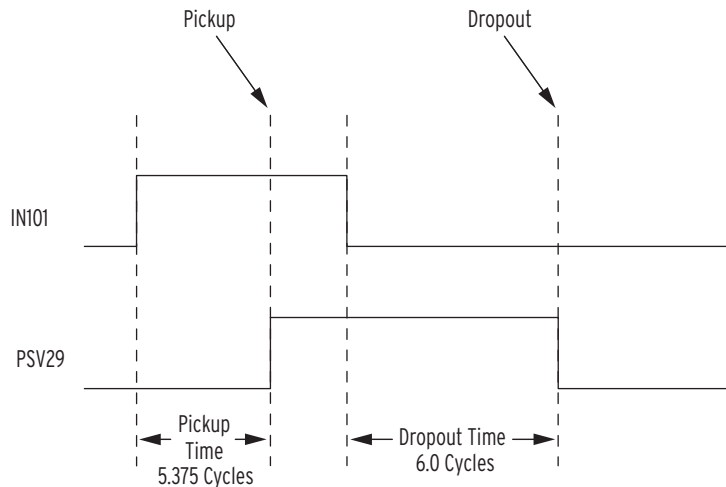 Pickup
Dropout
IN101
PSV29
Pickup
Time
5.375 Cycles
Dropout Time
6.0 Cycles